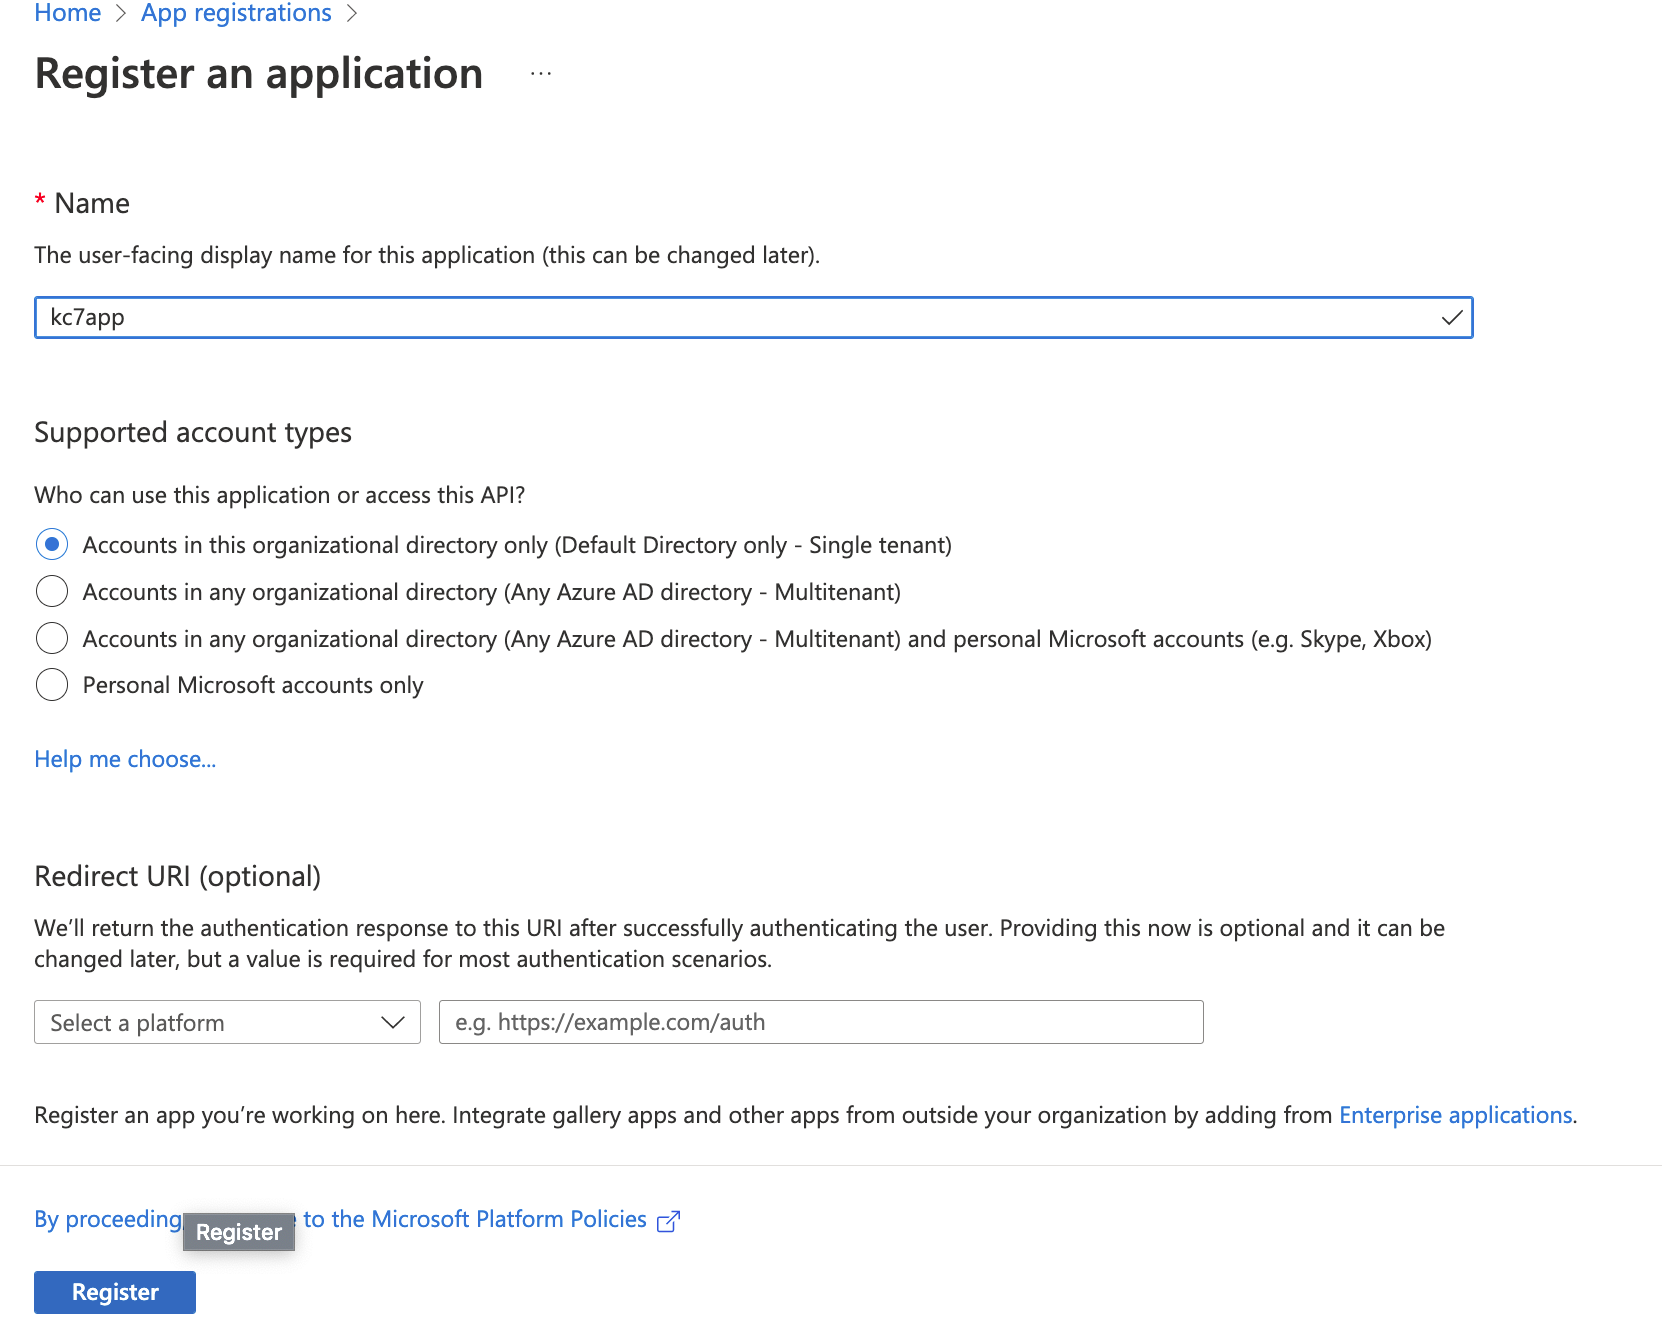 Home > App registrations >
Register an application ...
* Name
The user-facing display name for this application (this can be changed later).
kc7app
Supported account types
Who can use this application or access this API?
Accounts in this organizational directory only (Default Directory only - Single tenant)
Accounts in any organizational directory (Any Azure AD directory - Multitenant)
Accounts in any organizational directory (Any Azure AD directory - Multitenant) and personal Microsoft accounts (e.g. Skype, Xbox)
Personal Microsoft accounts only
Help me choose...
Redirect URI (optional)
We’ll return the authentication response to this URI after successfully authenticating the user. Providing this now is optional and it can be
changed later, but a value is required for most authentication scenarios.
Select a platform
e.g. https://example.com/auth
Register an app you’re working on here. Integrate gallery apps and other apps from outside your organization by adding from Enterprise applications.
By proceeding, to the Microsoft Platform Policies
Register
Register